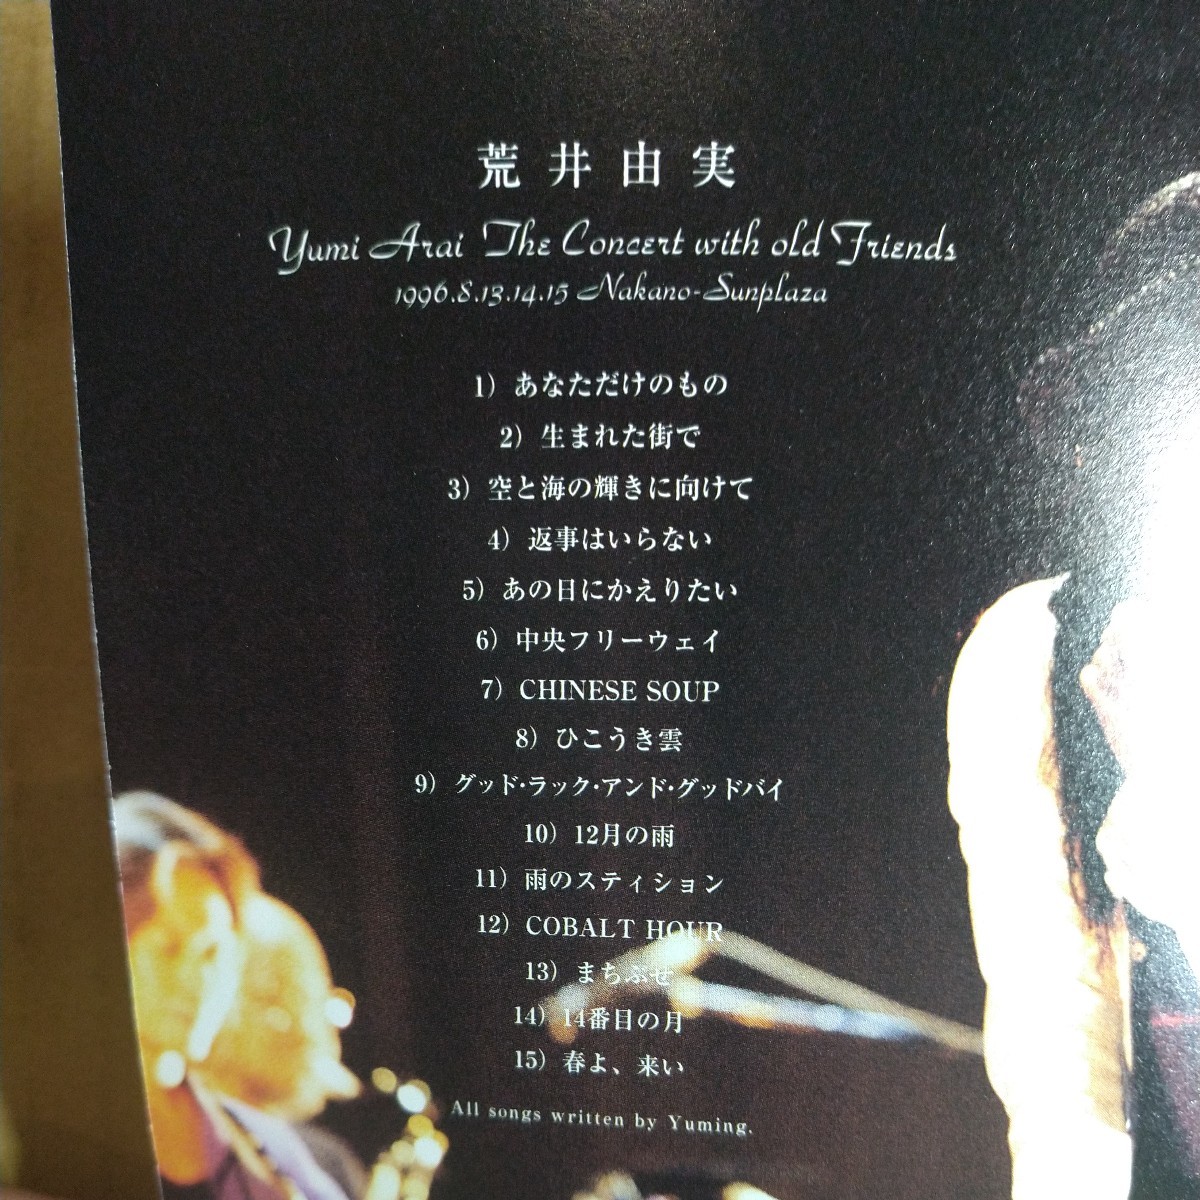 荒井由実
Yumi Arai The Concert with old Friends
1996.8.13.14.15 Nakano-Sunplaza
1）あなただけのもの
2）生まれた街で
3）空と海の輝きに向けて
4）返事はいらない
5）あの日にかえりたい
6）中央フリーウェイ
7）CHINESE SOUP
8）ひこうき雲
9）グッド・ラック・アンド・グッドバイ
10）12月の雨
11）雨のスティション
12）COBALT HOUR
13）まちぶせ
14）14番目の月
15）春よ、来い
All songs written by Yuming.